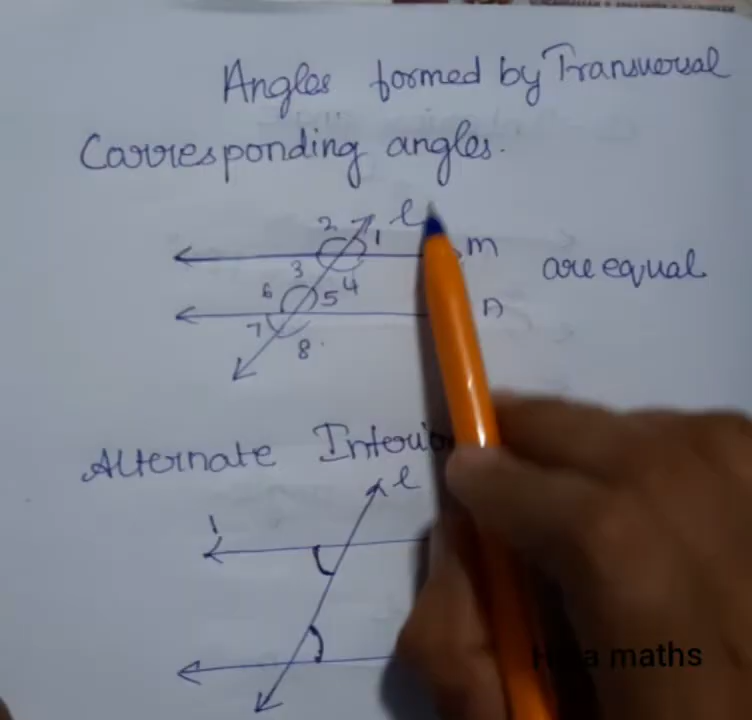 Angles formed by Transversal
Corresponding angles.
2 l
1
3
m
are equal
6 5 4
n
7
8.
Alternate
l
maths